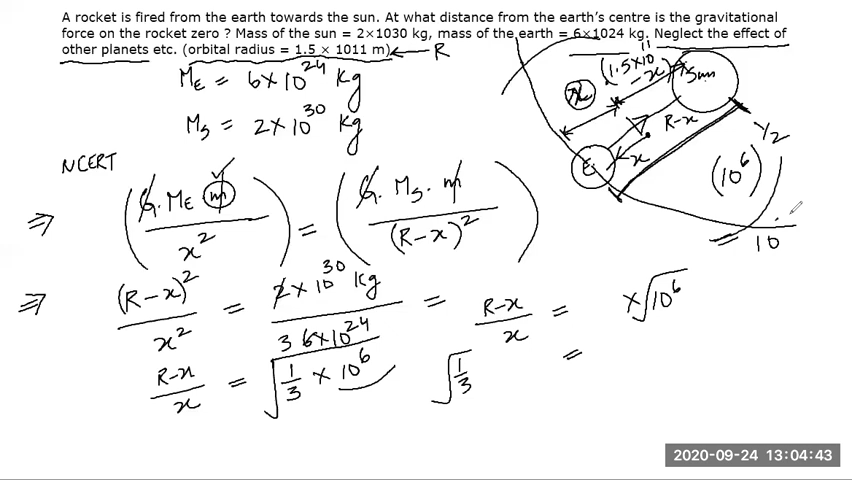 A rocket is fired from the earth towards the sun. At what distance from the earth's centre is the gravitational
force on the rocket zero ? Mass of the sun = 2×1030 kg, mass of the earth = 6×1024 kg. Neglect the effect of
other planets etc. (orbital radius = 1.5 × 1011 m) ← R
M_E = 6×10^24 Kg
M_S = 2×10^30 Kg
(1.5×10^11 - x)
Sun
x
R-x
E
x
1/2
(10^6)
= 10
NCERT
⇒ (G. M_E m / x^2) = (G. M_S. m / (R-x)^2)
⇒ (R-x)^2 / x^2 = 2×10^30 Kg / 3 6×10^24 = R-x / x = ×√10^6
R-x / x = √1/3 × 10^6 √1/3 =
2020-09-24 13:04:43